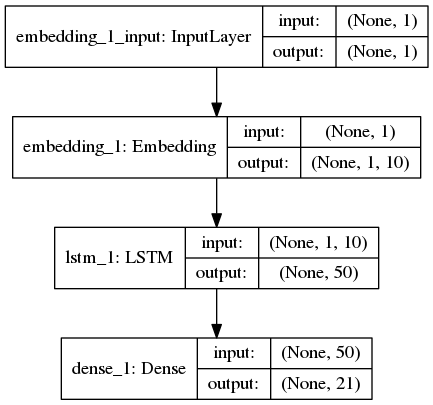 embedding_1_input: InputLayer
input: (None, 1)
output: (None, 1)
embedding_1: Embedding
input: (None, 1)
output: (None, 1, 10)
lstm_1: LSTM
input: (None, 1, 10)
output: (None, 50)
dense_1: Dense
input: (None, 50)
output: (None, 21)